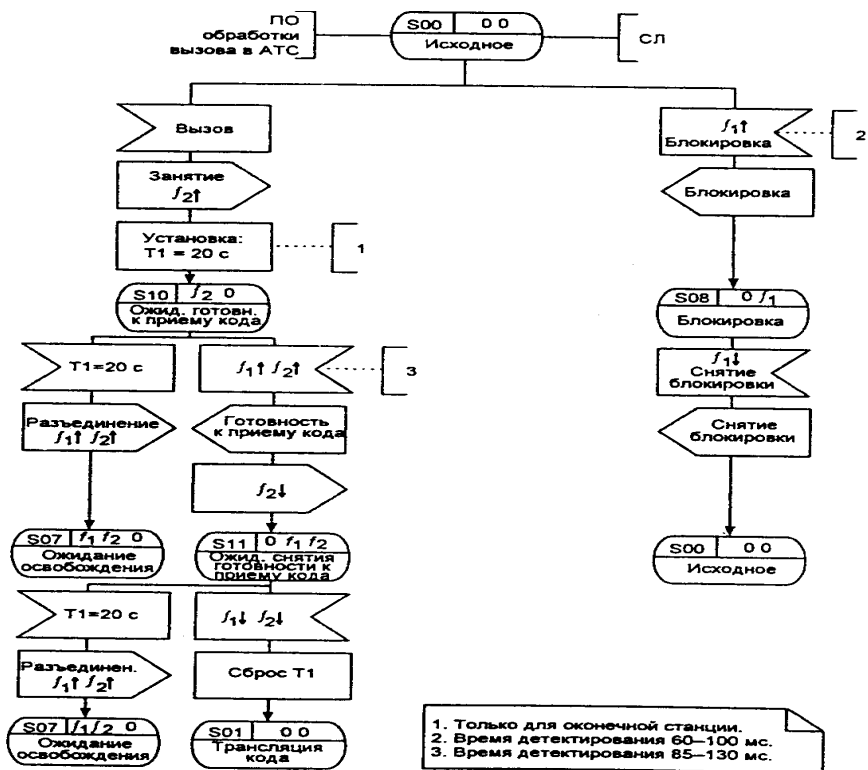 ПО
обработки
вызова в АТС
S00 0 0
Исходное
СЛ
Вызов
f1↑
Блокировка
2
Занятие
f2↑
Блокировка
Установка:
T1 = 20 с
1
S10 f2 0
Ожид. готовн.
к приему кода
S08 0 f1
Блокировка
T1=20 с
f1↑ f2↑
3
f1↓
Снятие
блокировки
Разъединение
f1↑ f2↑
Готовность
к приему кода
Снятие
блокировки
f2↓
S07 f1 f2 0
Ожидание
освобождения
S11 0 f1 f2
Ожид. снятия
готовности к
приему кода
S00 0 0
Исходное
T1=20 с
f1↓ f2↓
Разъединен.
f1↑ f2↑
Сброс T1
S07 f1 f2 0
Ожидание
освобождения
S01 0 0
Трансляция
кода
1. Только для оконечной станции.
2. Время детектирования 60–100 мс.
3. Время детектирования 85–130 мс.